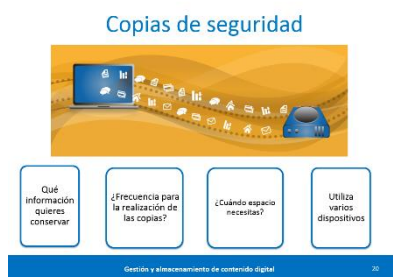 Copias de seguridad
Qué
información
quieres
conservar
¿Frecuencia para
la realización de
las copias?
¿Cuándo espacio
necesitas?
Utiliza
varios
dispositivos
Gestión y almacenamiento de contenido digital
20